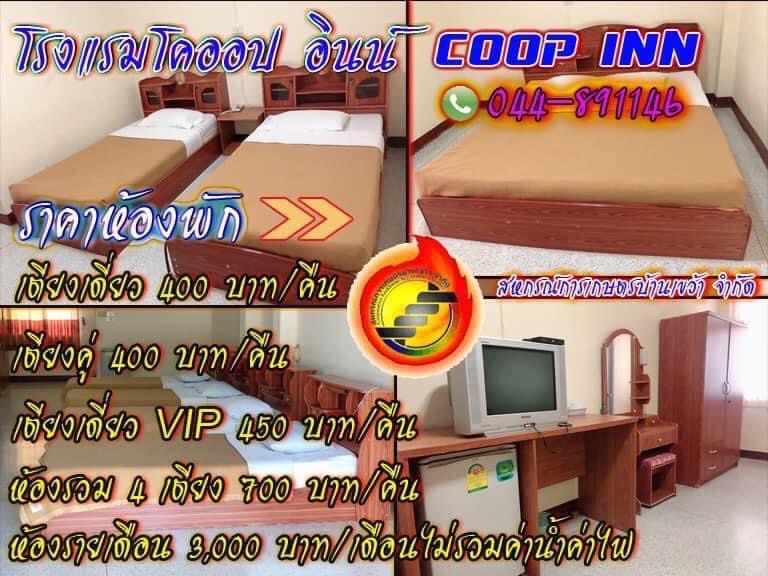 โรงแรมโคออป อินน์ COOP INN
044-891146
ราคาห้องพัก
เตียงเดี่ยว 400 บาท/คืน
สหกรณ์การเกษตรบ้านเขว้า จำกัด
เตียงคู่ 400 บาท/คืน
เตียงเดี่ยว VIP 450 บาท/คืน
ห้องรวม 4 เตียง 700 บาท/คืน
ห้องรายเดือน 3,000 บาท/เดือนไม่รวมค่าน้ำค่าไฟ